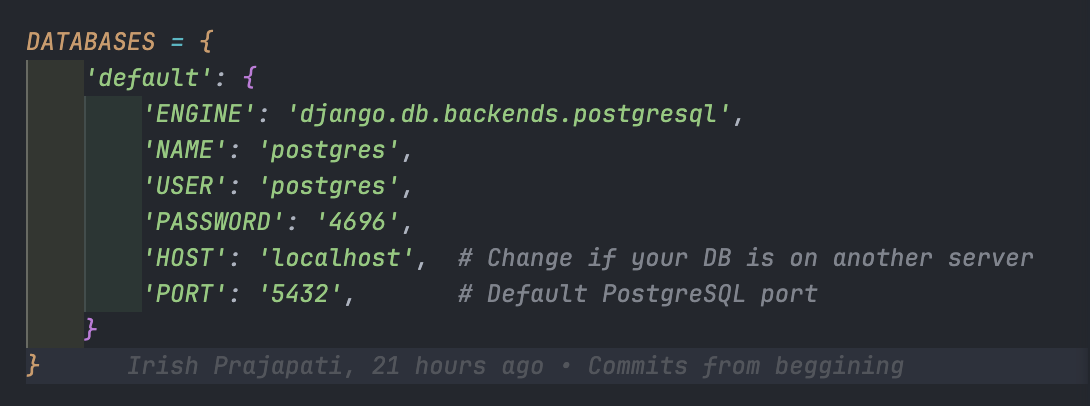 DATABASES = {
    'default': {
        'ENGINE': 'django.db.backends.postgresql',
        'NAME': 'postgres',
        'USER': 'postgres',
        'PASSWORD': '4696',
        'HOST': 'localhost',  # Change if your DB is on another server
        'PORT': '5432',       # Default PostgreSQL port
    }
}      Irish Prajapati, 21 hours ago • Commits from beggining